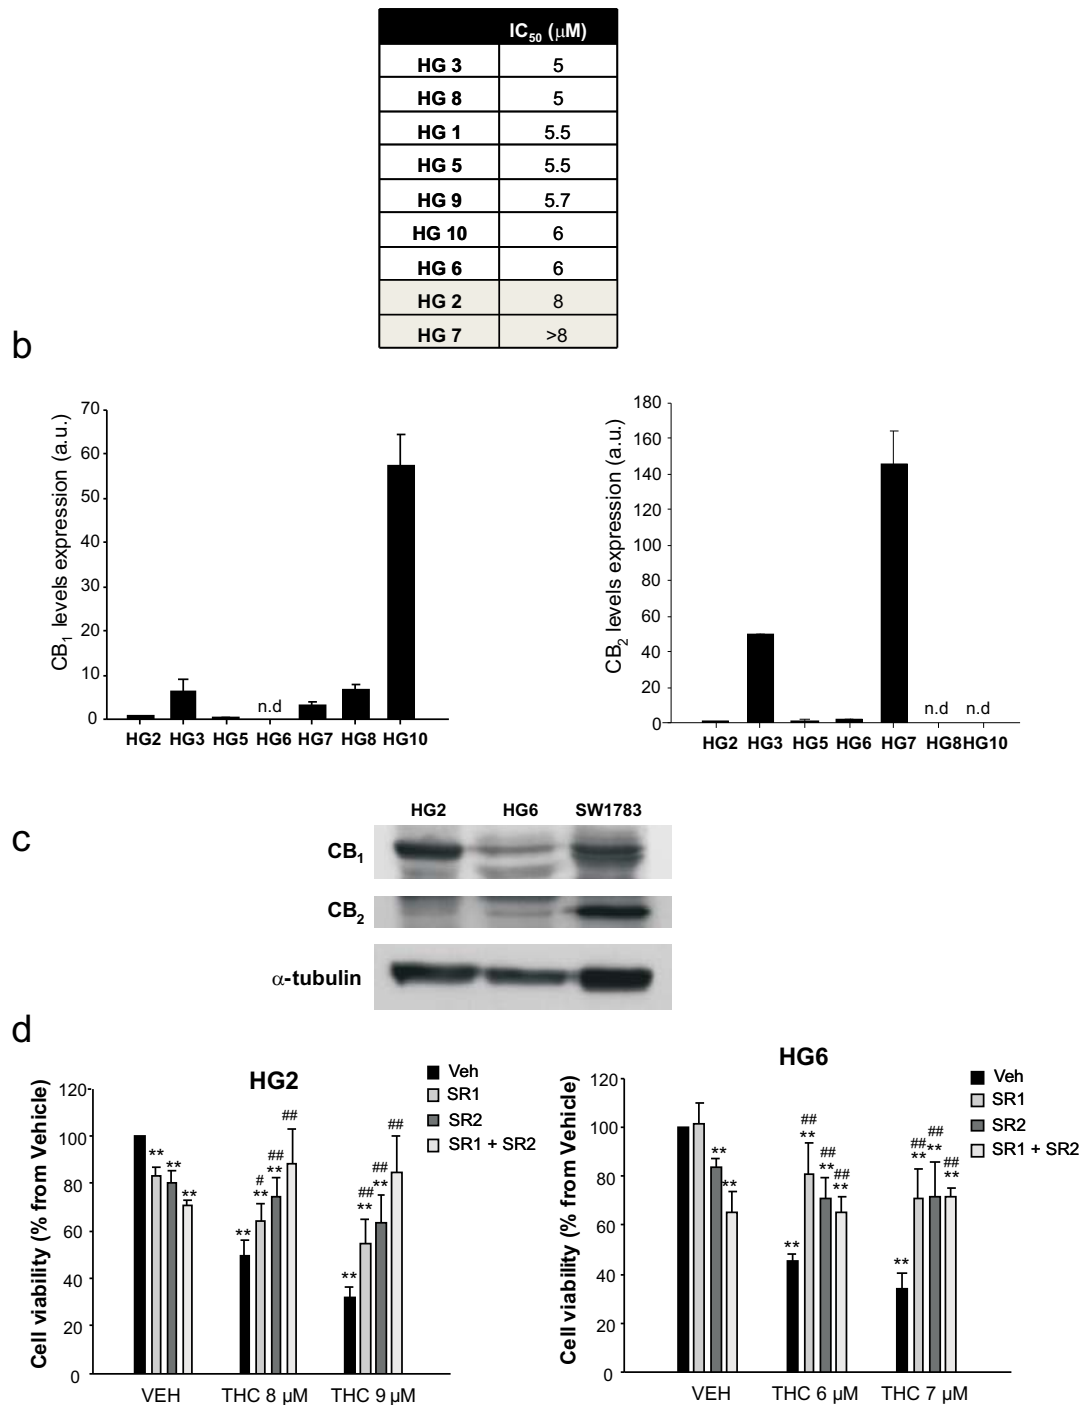 IC50 (μM)
HG 3 5
HG 8 5
HG 1 5.5
HG 5 5.5
HG 9 5.7
HG 10 6
HG 6 6
HG 2 8
HG 7 >8
b
CB1 levels expression (a.u.)
70
60
50
40
30
20
10
0
n.d
HG2 HG3 HG5 HG6 HG7 HG8 HG10
CB2 levels expression (a.u.)
180
160
140
120
100
80
60
40
20
0
n.d n.d
HG2 HG3 HG5 HG6 HG7 HG8HG10
c
HG2 HG6 SW1783
CB1
CB2
α-tubulin
d
HG2
Cell viability (% from Vehicle)
120
100
80
60
40
20
0
** ** **
** # ** ## ** ##
** ## ** ## ** ##
Veh
SR1
SR2
SR1 + SR2
VEH THC 8 μM THC 9 μM
HG6
Cell viability (% from Vehicle)
120
100
80
60
40
20
0
** **
** ## ** ## ** ## **
** ## ** ## ** ## **
Veh
SR1
SR2
SR1 + SR2
VEH THC 6 μM THC 7 μM